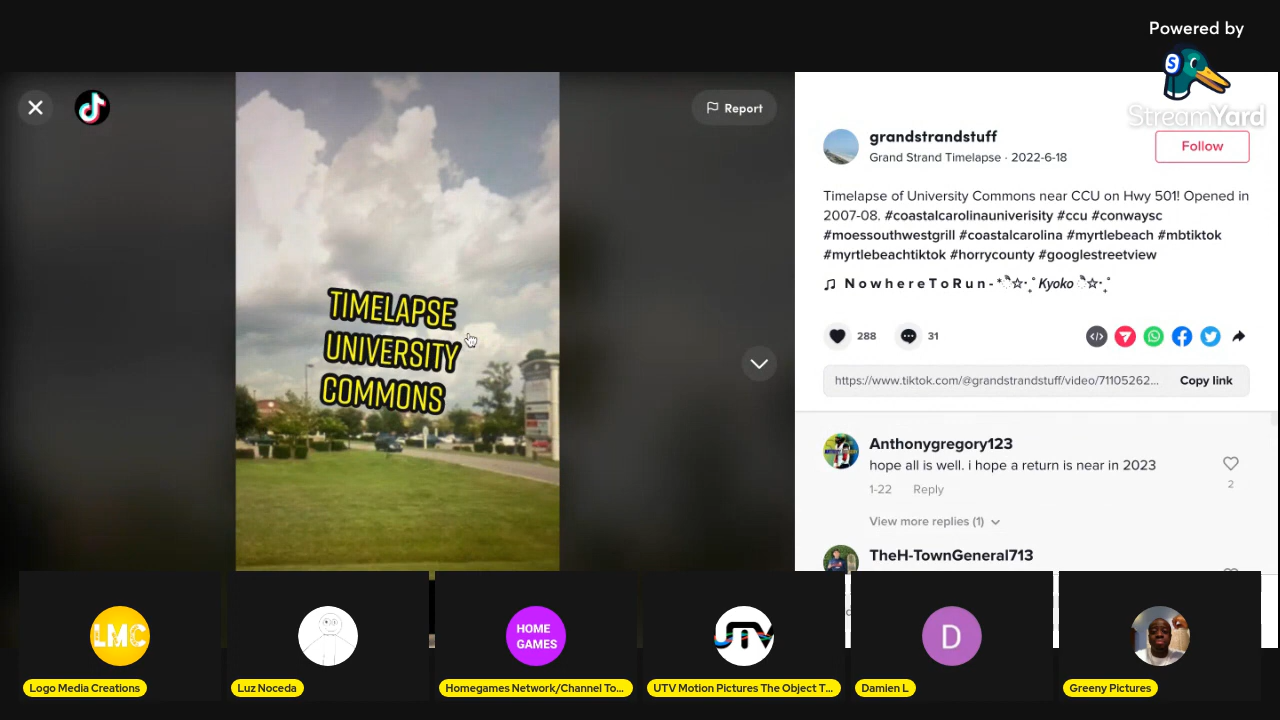 Powered by
S
StreamYard
Report
TIMELAPSE
UNIVERSITY
COMMONS
grandstrandstuff
Grand Strand Timelapse · 2022-6-18
Follow
Timelapse of University Commons near CCU on Hwy 501! Opened in
2007-08. #coastalcarolinauniverisity #ccu #conwaysc
#moessouthwestgrill #coastalcarolina #myrtlebeach #mbtiktok
#myrtlebeachtiktok #horrycounty #googlestreetview
♫ N o w h e r e T o R u n - *ੈ☆･˚ Kyoko ੈ☆･˚
288
31
https://www.tiktok.com/@grandstrandstuff/video/71105262...
Copy link
Anthonygregory123
hope all is well. i hope a return is near in 2023
2
1-22 Reply
View more replies (1)
TheH-TownGeneral713
LMC
HOME
GAMES
UTV
D
Logo Media Creations
Luz Noceda
Homegames Network/Channel To...
UTV Motion Pictures The Object T...
Damien L
Greeny Pictures